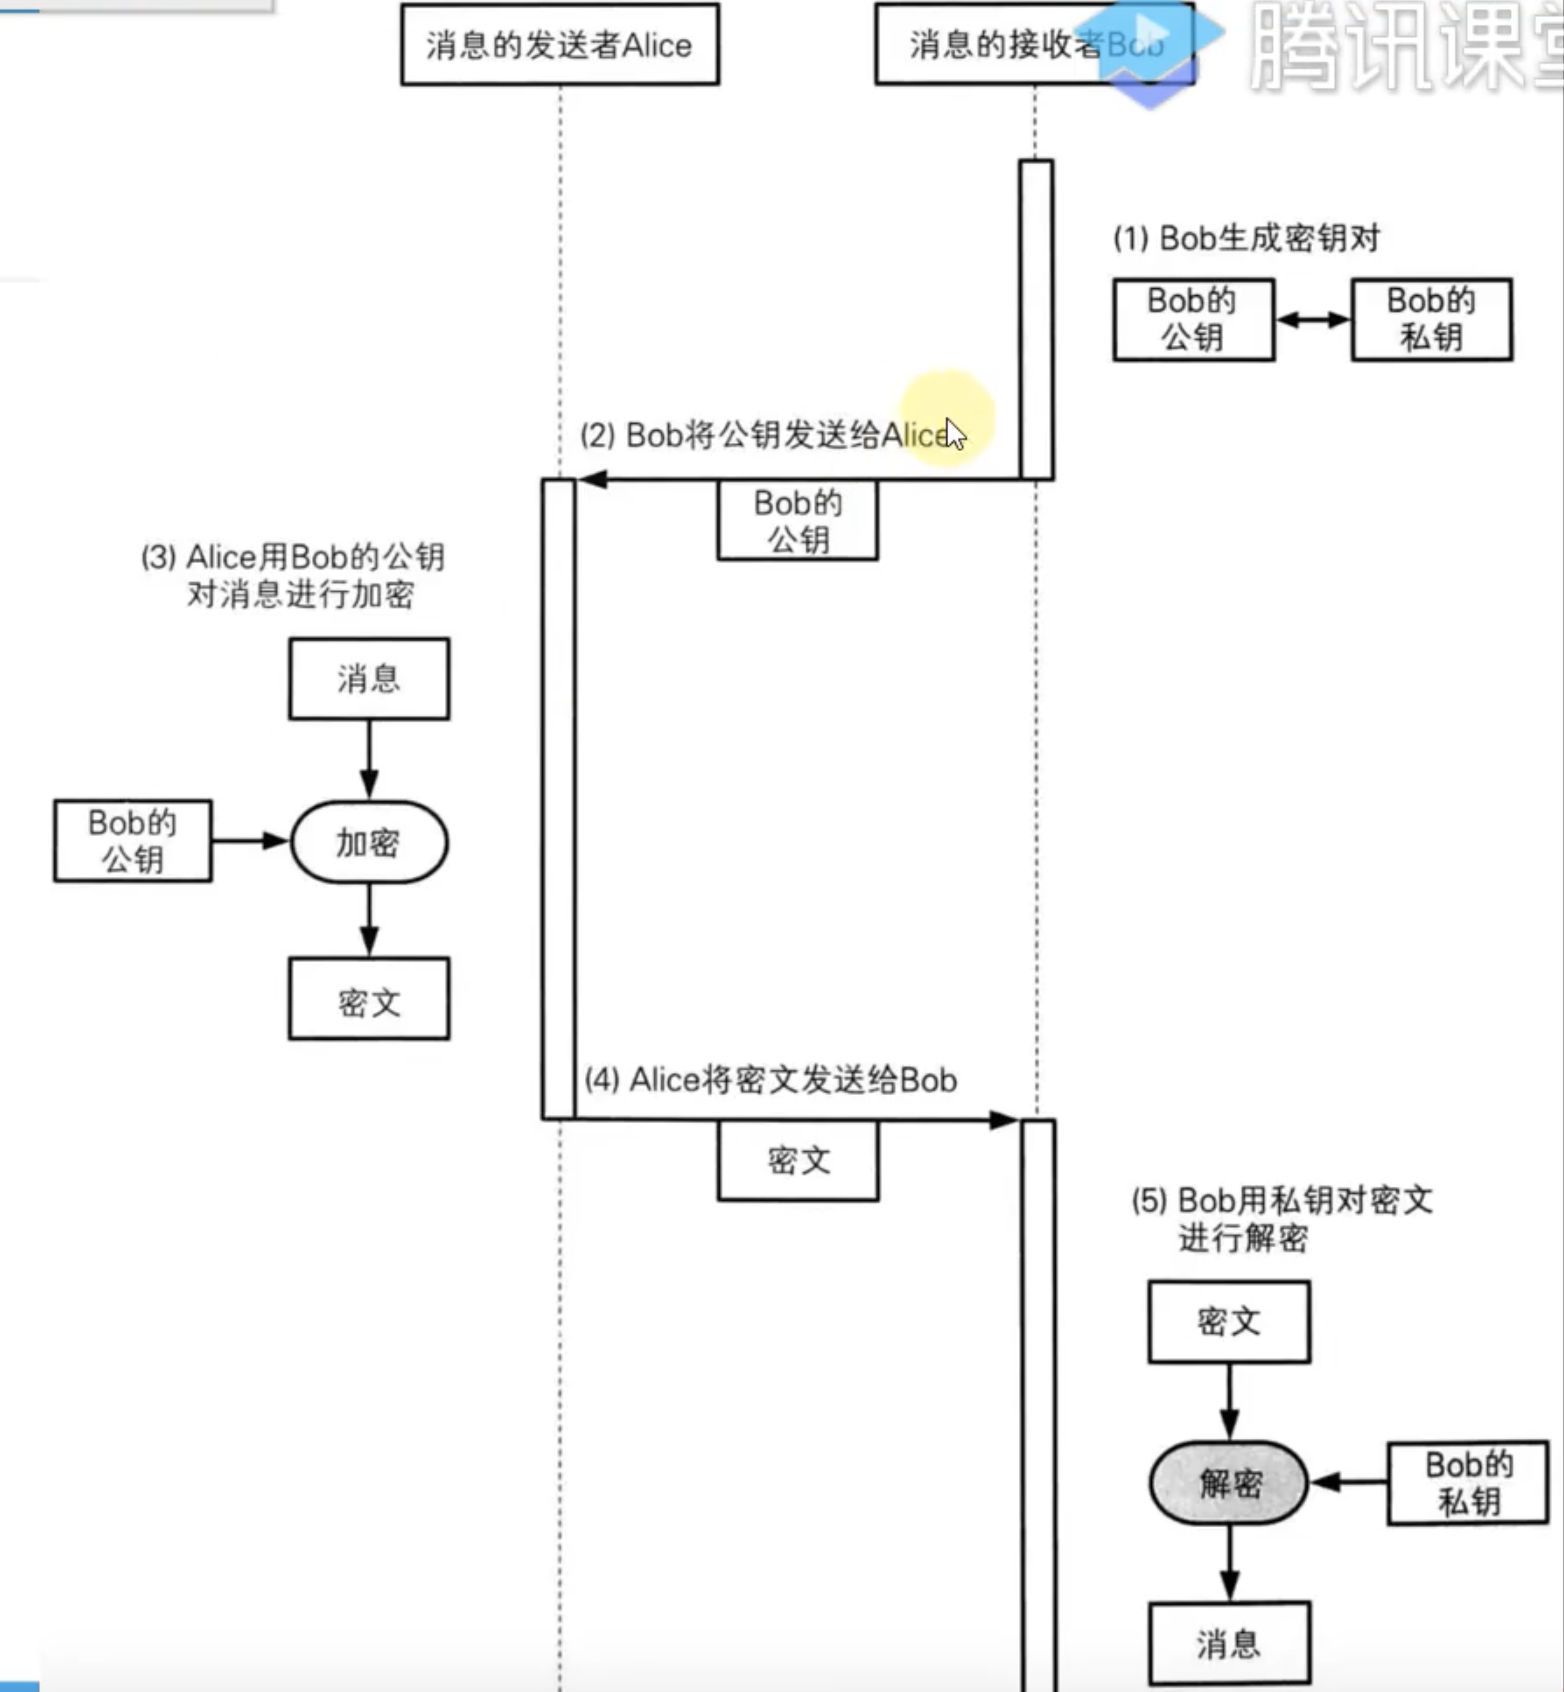 消息的发送者Alice
消息的接收者Bob
腾讯课堂
(1) Bob生成密钥对
Bob的
公钥
Bob的
私钥
(2) Bob将公钥发送给Alice
Bob的
公钥
(3) Alice用Bob的公钥
对消息进行加密
消息
Bob的
公钥
加密
密文
(4) Alice将密文发送给Bob
密文
(5) Bob用私钥对密文
进行解密
密文
解密
Bob的
私钥
消息